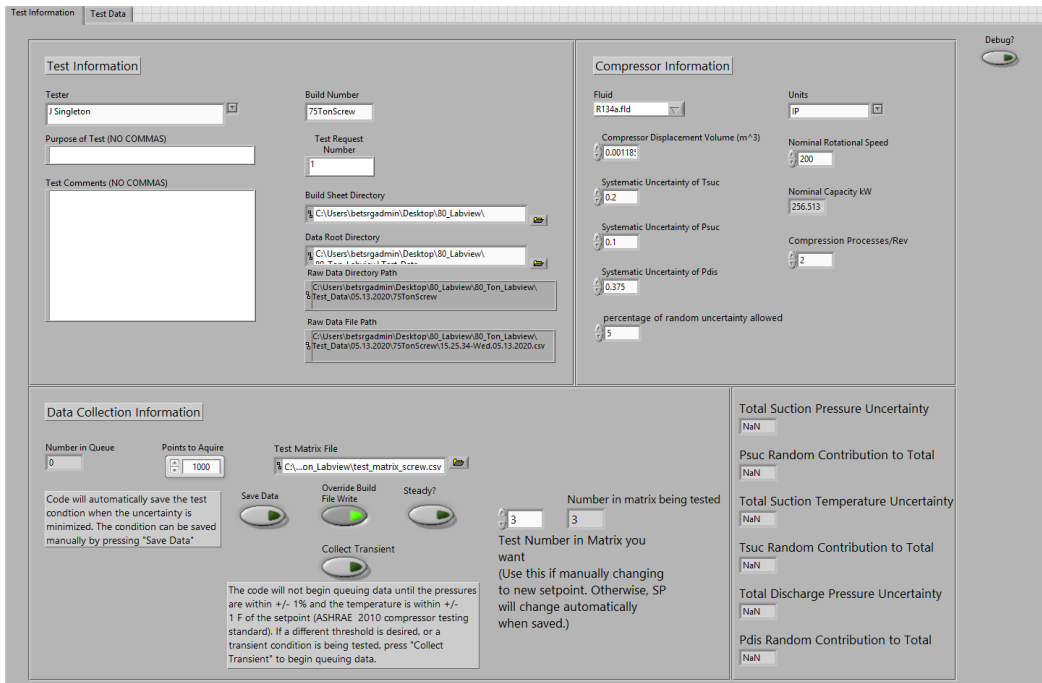 Test Information
Test Data
Debug?
Test Information
Tester
J Singleton
Purpose of Test (NO COMMAS)
Test Comments (NO COMMAS)
Build Number
75TonScrew
Test Request
Number
1
Build Sheet Directory
C:\Users\betsrgadmin\Desktop\80_Labview\
Data Root Directory
C:\Users\betsrgadmin\Desktop\80_Labview\
80_Ton_Labview\Test_Data
Raw Data Directory Path
C:\Users\betsrgadmin\Desktop\80_Labview\80_Ton_Labview\
Test_Data\05.13.2020\75TonScrew
Raw Data File Path
C:\Users\betsrgadmin\Desktop\80_Labview\80_Ton_Labview\
Test_Data\05.13.2020\75TonScrew\15.25.34-Wed.05.13.2020.csv
Compressor Information
Fluid
R134a.fld
Compressor Displacement Volume (m^3)
0.001185
Systematic Uncertainty of Tsuc
0.2
Systematic Uncertainty of Psuc
0.1
Systematic Uncertainty of Pdis
0.375
percentage of random uncertainty allowed
5
Units
IP
Nominal Rotational Speed
200
Nominal Capacity kW
256.513
Compression Processes/Rev
2
Data Collection Information
Number in Queue
0
Points to Aquire
1000
Test Matrix File
C:\...on_Labview\test_matrix_screw.csv
Code will automatically save the test
condition when the uncertainty is
minimized. The condition can be saved
manually by pressing "Save Data"
Save Data
Override Build
File Write
Steady?
Collect Transient
The code will not begin queuing data until the pressures
are within +/- 1% and the temperature is within +/-
1 F of the setpoint (ASHRAE 2010 compressor testing
standard). If a different threshold is desired, or a
transient condition is being tested, press "Collect
Transient" to begin queuing data.
3
Number in matrix being tested
3
Test Number in Matrix you
want
(Use this if manually changing
to new setpoint. Otherwise, SP
will change automatically
when saved.)
Total Suction Pressure Uncertainty
NaN
Psuc Random Contribution to Total
NaN
Total Suction Temperature Uncertainty
NaN
Tsuc Random Contribution to Total
NaN
Total Discharge Pressure Uncertainty
NaN
Pdis Random Contribution to Total
NaN